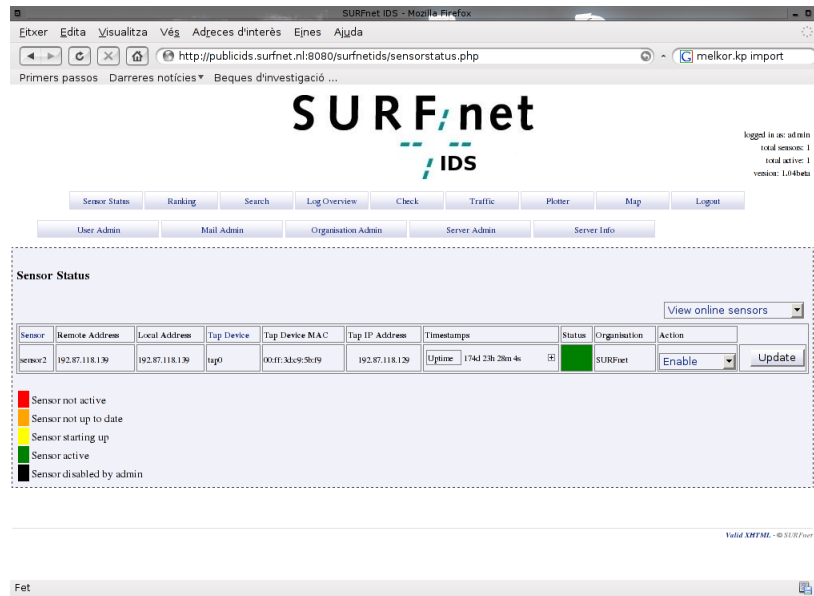 SURFnet IDS - Mozilla Firefox
Eitxer Edita Visualitza Vés Adreces d'interès Eines Ajuda
http://publicids.surfnet.nl:8080/surfnetids/sensorstatus.php
G melkor.kp import
Primers passos Darreres notícies Beques d'investigació ...
SURFnet
IDS
logged in as: admin
total sensors: 1
total active: 1
version: 1.04beta
Sensor Status Ranking Search Log Overview Check Traffic Plotter Map Logout
User Admin Mail Admin Organisation Admin Server Admin Server Info
Sensor Status
View online sensors
Sensor Remote Address Local Address Tap Device Tap Device MAC Tap IP Address Timestamps Status Organisation Action
sensor2 192.87.118.139 192.87.118.139 tap0 00:ff:3d:c9:5b:f9 192.87.118.129 Uptime 174d 23h 28m 4s SURFnet Enable Update
Sensor not active
Sensor not up to date
Sensor starting up
Sensor active
Sensor disabled by admin
Valid XHTML - © SURFnet
Fet